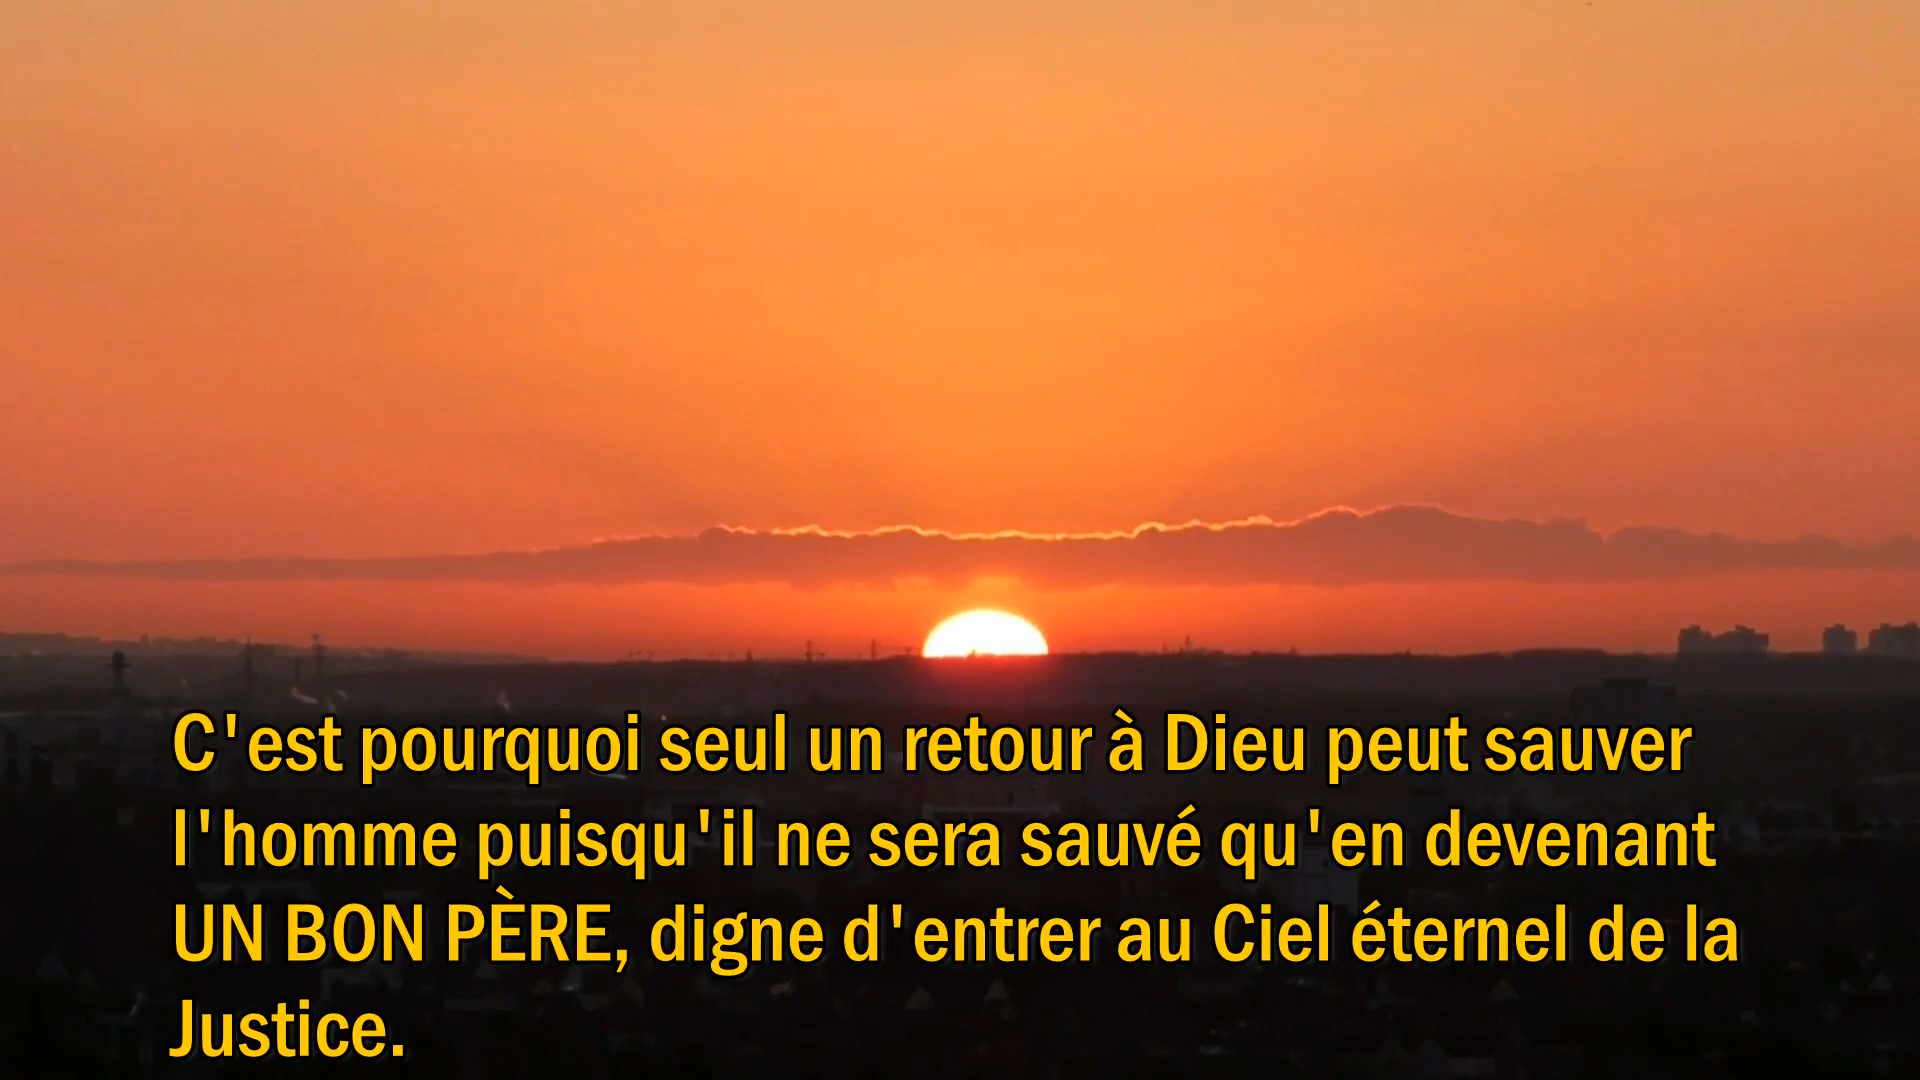 C'est pourquoi seul un retour à Dieu peut sauver
l'homme puisqu'il ne sera sauvé qu'en devenant
UN BON PÈRE, digne d'entrer au Ciel éternel de la
Justice.